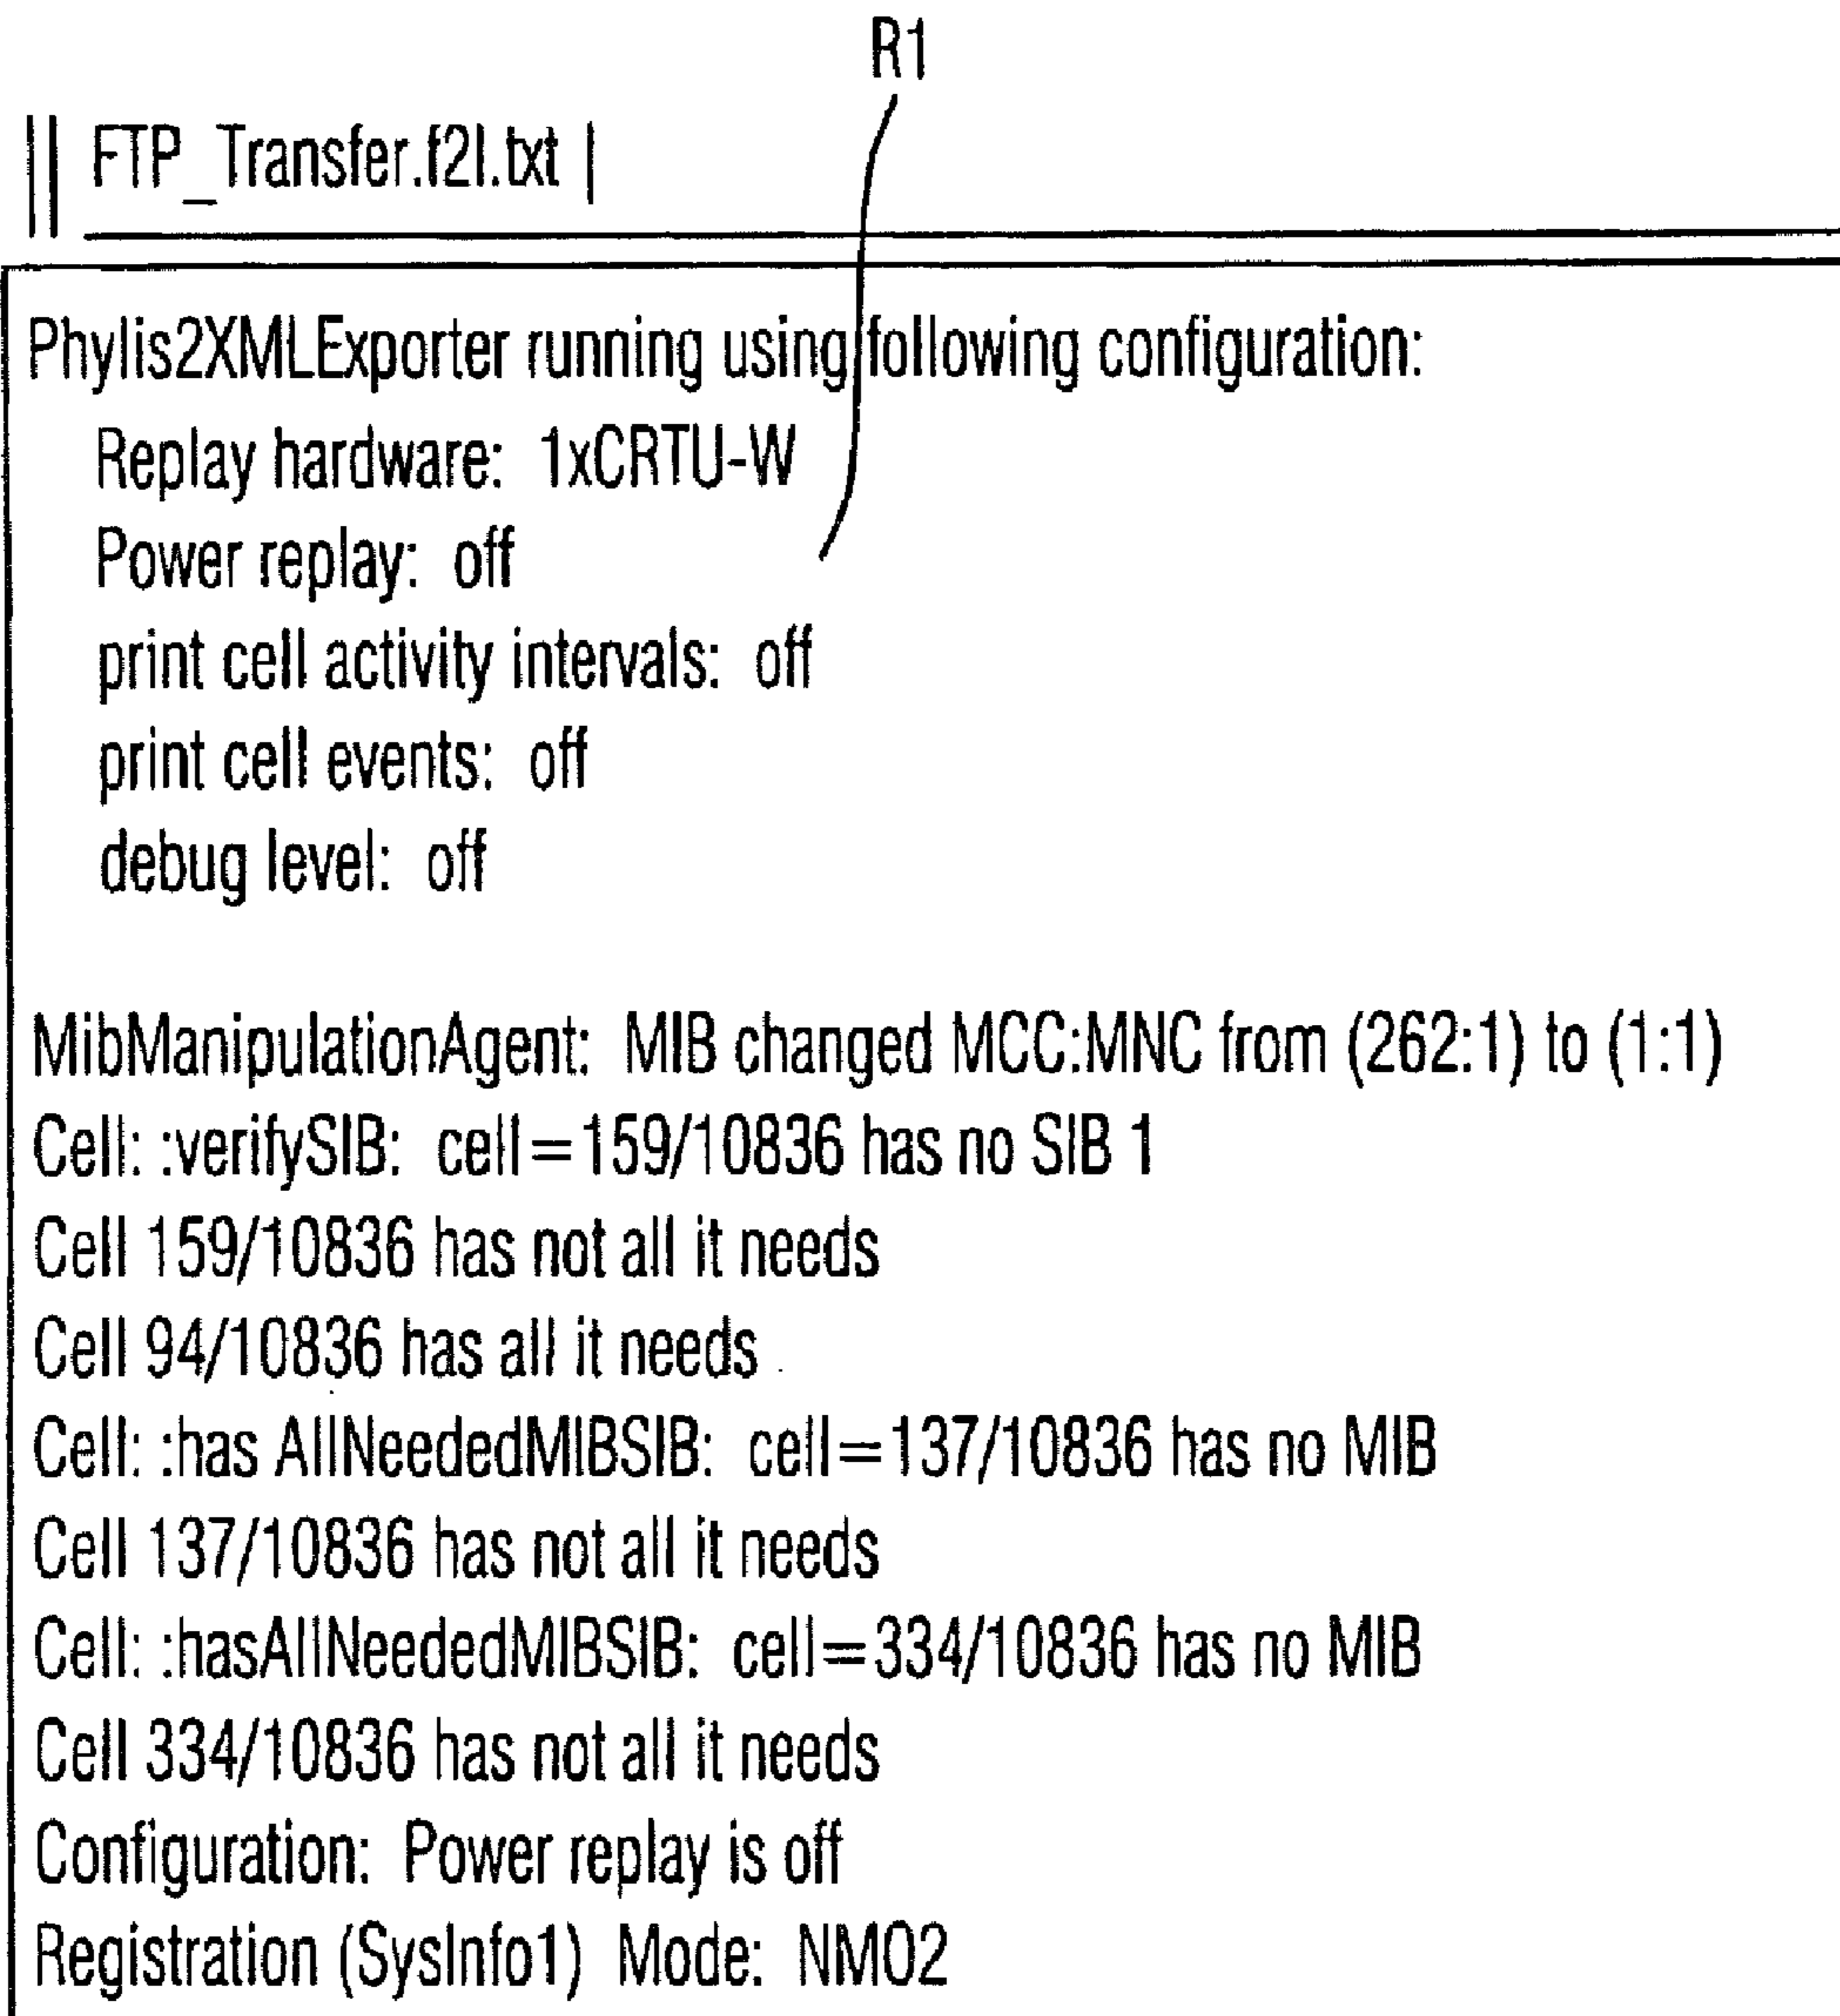 R1
FTP_Transfer.f2l.txt
Phylis2XMLExporter running using following configuration:
Replay hardware: 1xCRTU-W
Power replay: off
print cell activity intervals: off
print cell events: off
debug level: off
MibManipulationAgent: MIB changed MCC:MNC from (262:1) to (1:1)
Cell: :verifySIB: cell=159/10836 has no SIB 1
Cell 159/10836 has not all it needs
Cell 94/10836 has all it needs
Cell: :has AllNeededMIBSIB: cell=137/10836 has no MIB
Cell 137/10836 has not all it needs
Cell: :hasAllNeededMIBSIB: cell=334/10836 has no MIB
Cell 334/10836 has not all it needs
Configuration: Power replay is off
Registration (SysInfo1) Mode: NMO2